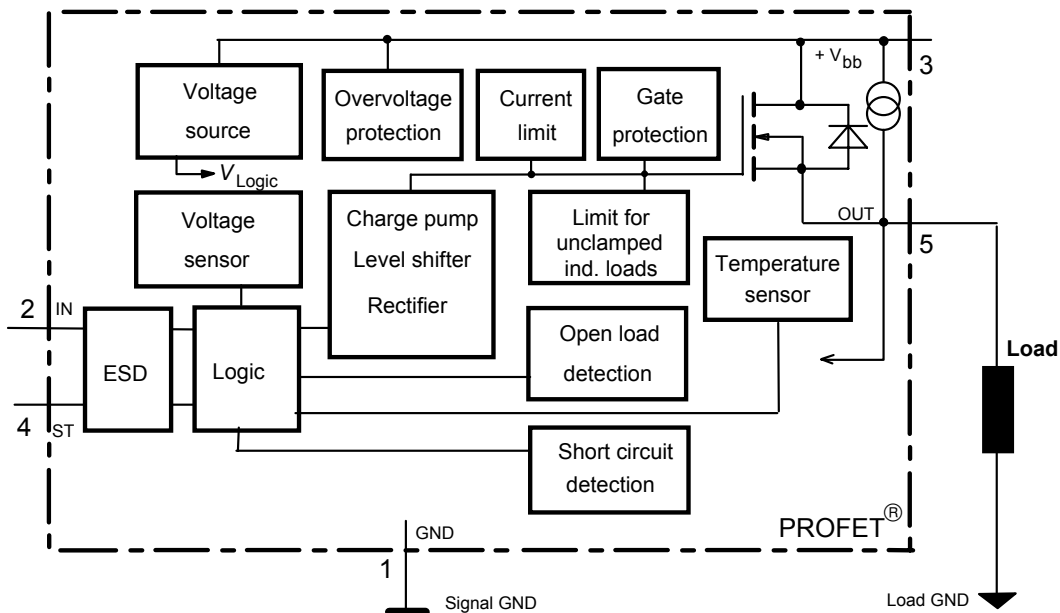 + V bb
3
Voltage
source
Overvoltage
protection
Current
limit
Gate
protection
V Logic
Voltage
sensor
Charge pump
Level shifter
Rectifier
Limit for
unclamped
ind. loads
OUT
5
Temperature
sensor
2
IN
ESD
Logic
Open load
detection
Load
4
ST
Short circuit
detection
PROFET®
GND
1
Signal GND
Load GND